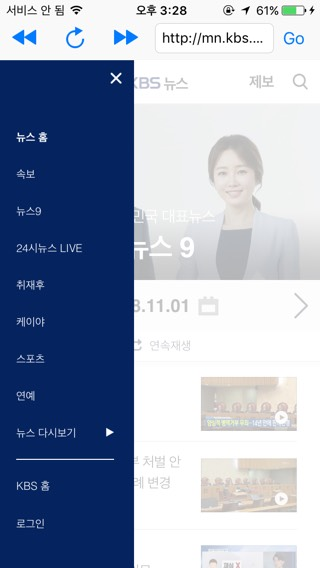 서비스 안 됨 오후 3:28 61%
http://mn.kbs.... Go
KBS 뉴스 제보
뉴스 홈
속보
뉴스9
24시뉴스 LIVE
취재후
케이야
스포츠
연예
뉴스 다시보기
KBS 홈
로그인
민국 대표뉴스
뉴스 9
8.11.01
연속재생
부 처벌 안
례 변경